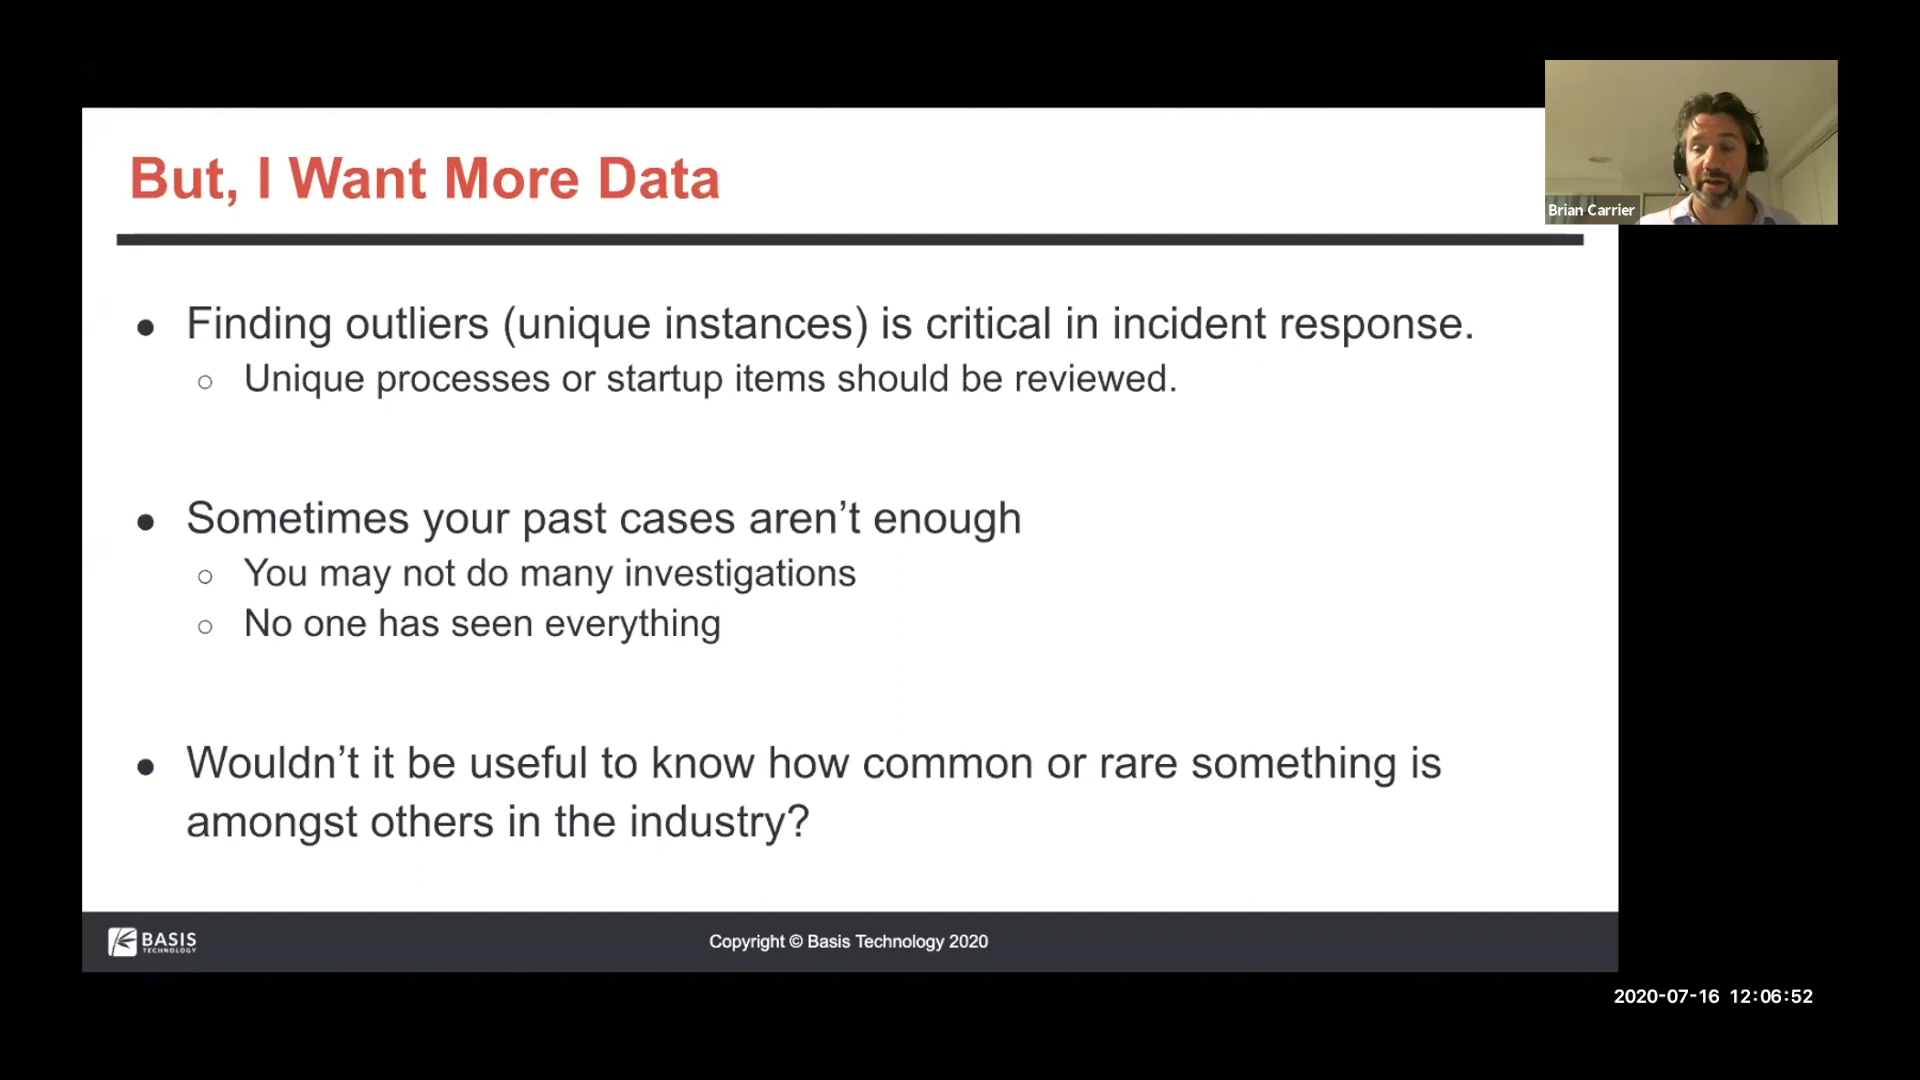 But, I Want More Data
Brian Carrier
● Finding outliers (unique instances) is critical in incident response.
○ Unique processes or startup items should be reviewed.
● Sometimes your past cases aren’t enough
○ You may not do many investigations
○ No one has seen everything
● Wouldn’t it be useful to know how common or rare something is
amongst others in the industry?
BASIS
TECHNOLOGY
Copyright © Basis Technology 2020
2020-07-16 12:06:52